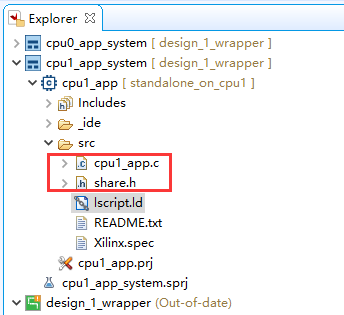 Explorer
cpu0_app_system [ design_1_wrapper ]
cpu1_app_system [ design_1_wrapper ]
cpu1_app [ standalone_on_cpu1 ]
Includes
_ide
src
cpu1_app.c
share.h
lscript.ld
README.txt
Xilinx.spec
cpu1_app.prj
cpu1_app_system.sprj
design_1_wrapper (Out-of-date)